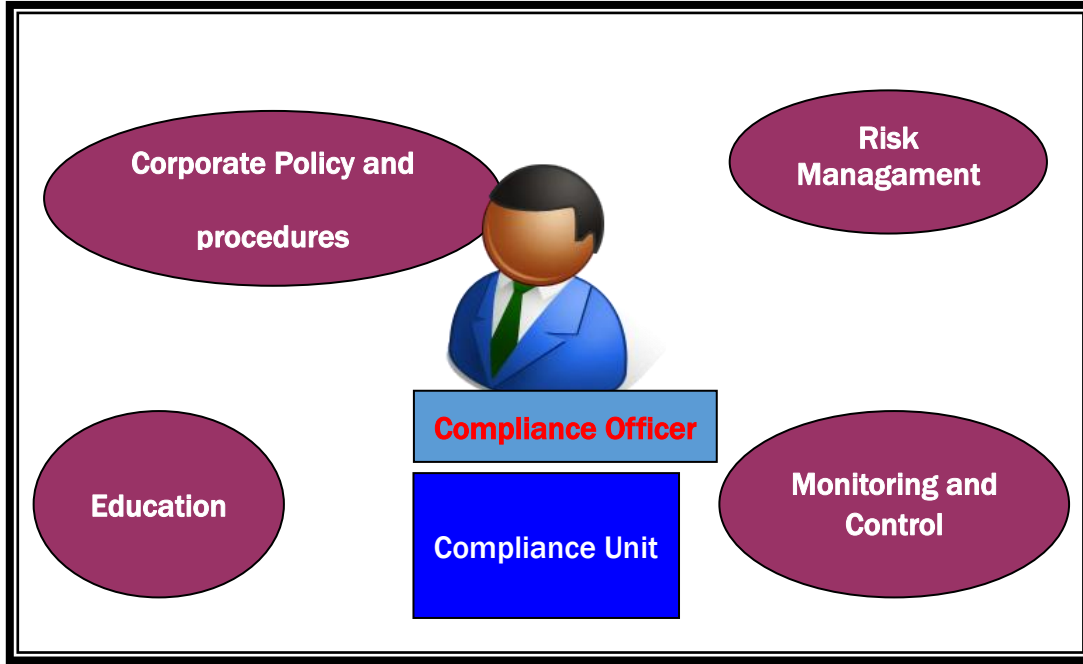 Corporate Policy and
procedures
Risk
Managament
Compliance Officer
Education
Compliance Unit
Monitoring and
Control